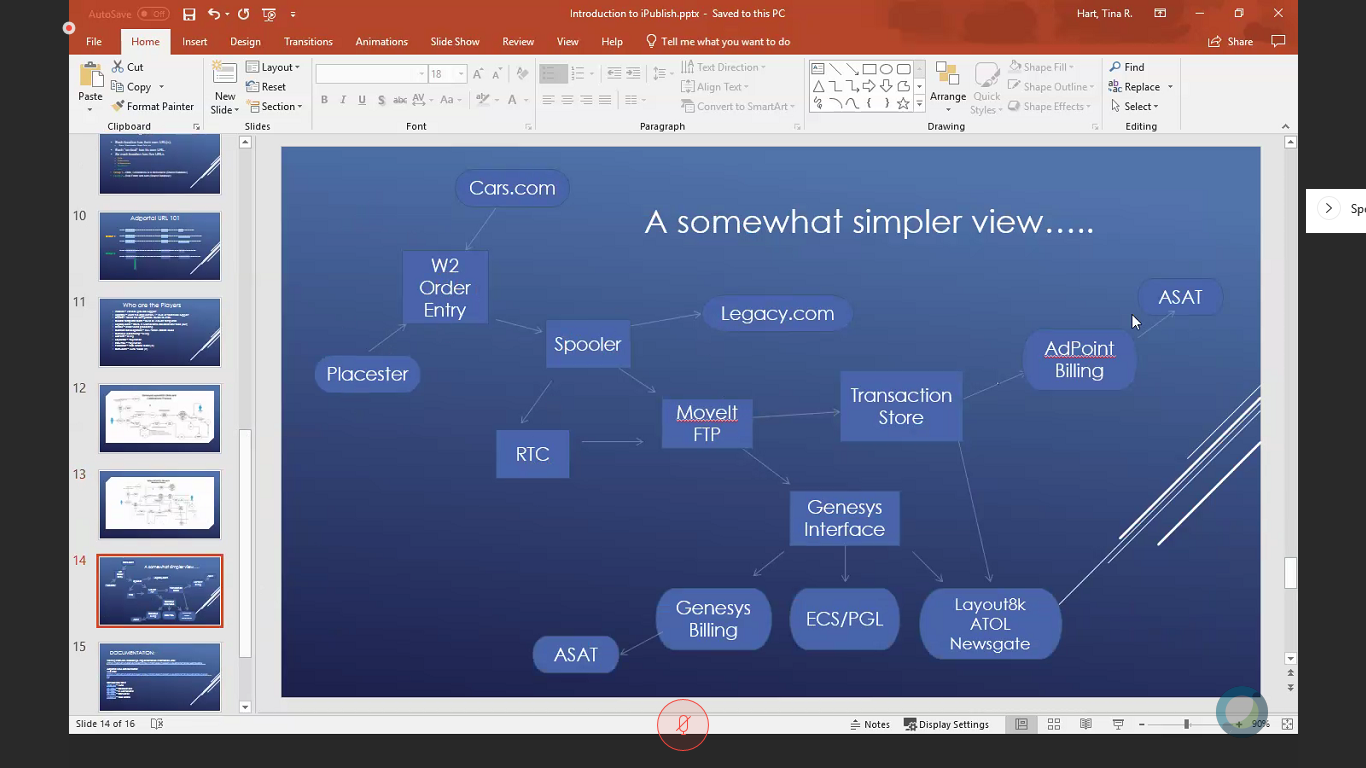 AutoSave Off
Introduction to iPublish.pptx - Saved to this PC
Hart, Tina R.
File Home Insert Design Transitions Animations Slide Show Review View Help Tell me what you want to do
Share
Paste
Cut
Copy
Format Painter
Clipboard
New
Slide
Layout
Reset
Section
Slides
18
B I U S abc AV Aa A
Font
Text Direction
Align Text
Convert to SmartArt
Paragraph
Arrange
Quick
Styles
Shape Fill
Shape Outline
Shape Effects
Drawing
Find
Replace
Select
Editing
10
Adportal URL 101
11
Who are the Players
12
13
14
A somewhat simpler view.....
15
DOCUMENTATION:
Cars.com
A somewhat simpler view.....
W2
Order
Entry
ASAT
Legacy.com
Spooler
AdPoint
Billing
Placester
Transaction
Store
MoveIt
FTP
RTC
Genesys
Interface
Genesys
Billing
ECS/PGL
Layout8k
ATOL
Newsgate
ASAT
Spe
Slide 14 of 16
Notes
Display Settings
90%